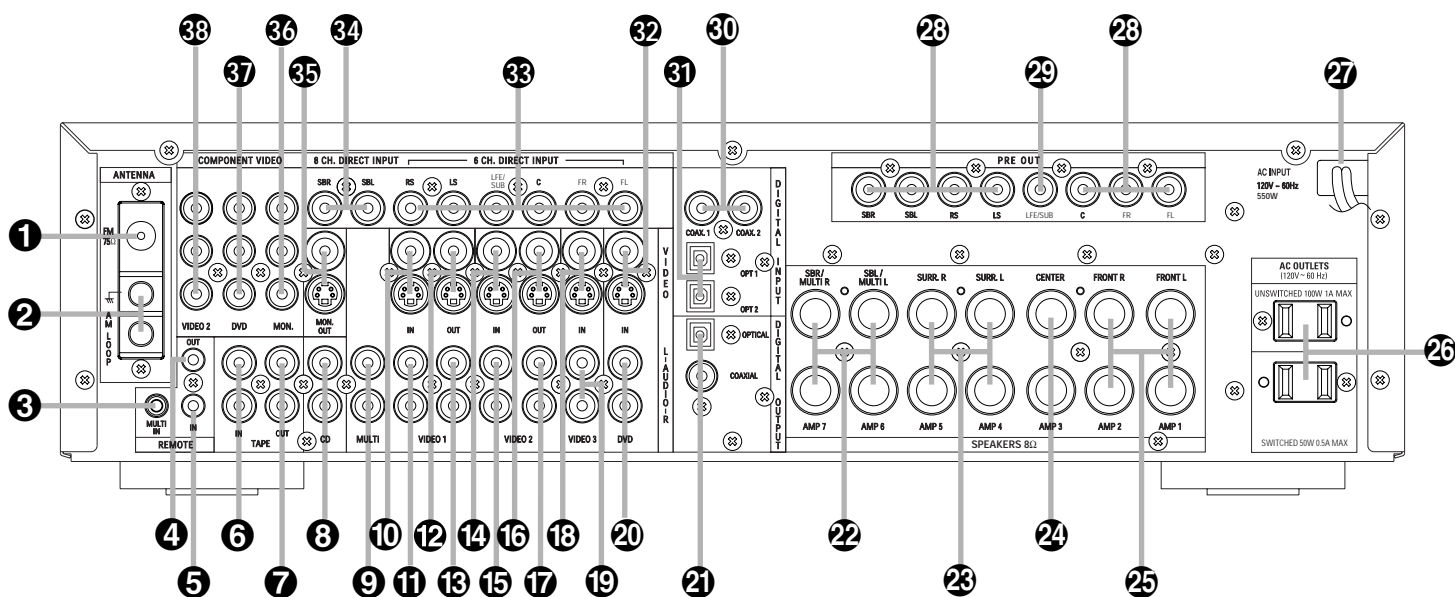 38 36 34 32 30 28 28
37 35 33 31 29 27
COMPONENT VIDEO 8 CH. DIRECT INPUT 6 CH. DIRECT INPUT
PRE OUT
ANTENNA
SBR SBL RS LS LFE/SUB C FR FL
AC INPUT
120V ~ 60Hz
550W
1
FM
75Ω
COAX. 1 COAX. 2
DIGITAL INPUT
SBR SBL RS LS LFE/SUB C FR FL
VIDEO
OPT 1
OPT 2
SBR/
MULTI R
SBL /
MULTI L
SURR. R SURR. L CENTER FRONT R FRONT L
AC OUTLETS
(120V ~ 60 Hz)
UNSWITCHED 100W 1A MAX
2
AM LOOP
VIDEO 2 DVD MON.
MON.
OUT
IN OUT IN OUT IN IN
OPTICAL
COAXIAL
DIGITAL OUTPUT
22 23 24 25 26
OUT
3
MULTI
IN
IN
REMOTE
IN OUT
TAPE
CD MULTI VIDEO 1 VIDEO 2 VIDEO 3 DVD
L-AUDIO-R
AMP 7 AMP 6 AMP 5 AMP 4 AMP 3 AMP 2 AMP 1
SPEAKERS 8Ω
SWITCHED 50W 0.5A MAX
4 6 8 10 12 14 16 18 20 22 24
5 7 9 11 13 15 17 19 21 23 25